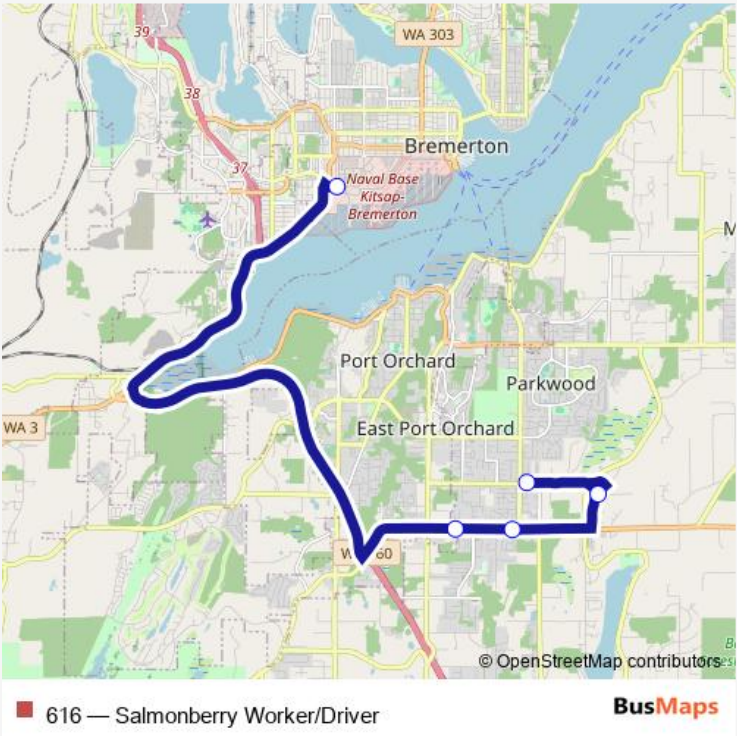 39
WA 303
38
Bremerton
37
Naval Base
Kitsap-
Bremerton
Port Orchard
Parkwood
WA 3
East Port Orchard
© OpenStreetMap contributors
616 — Salmonberry Worker/Driver
BusMaps